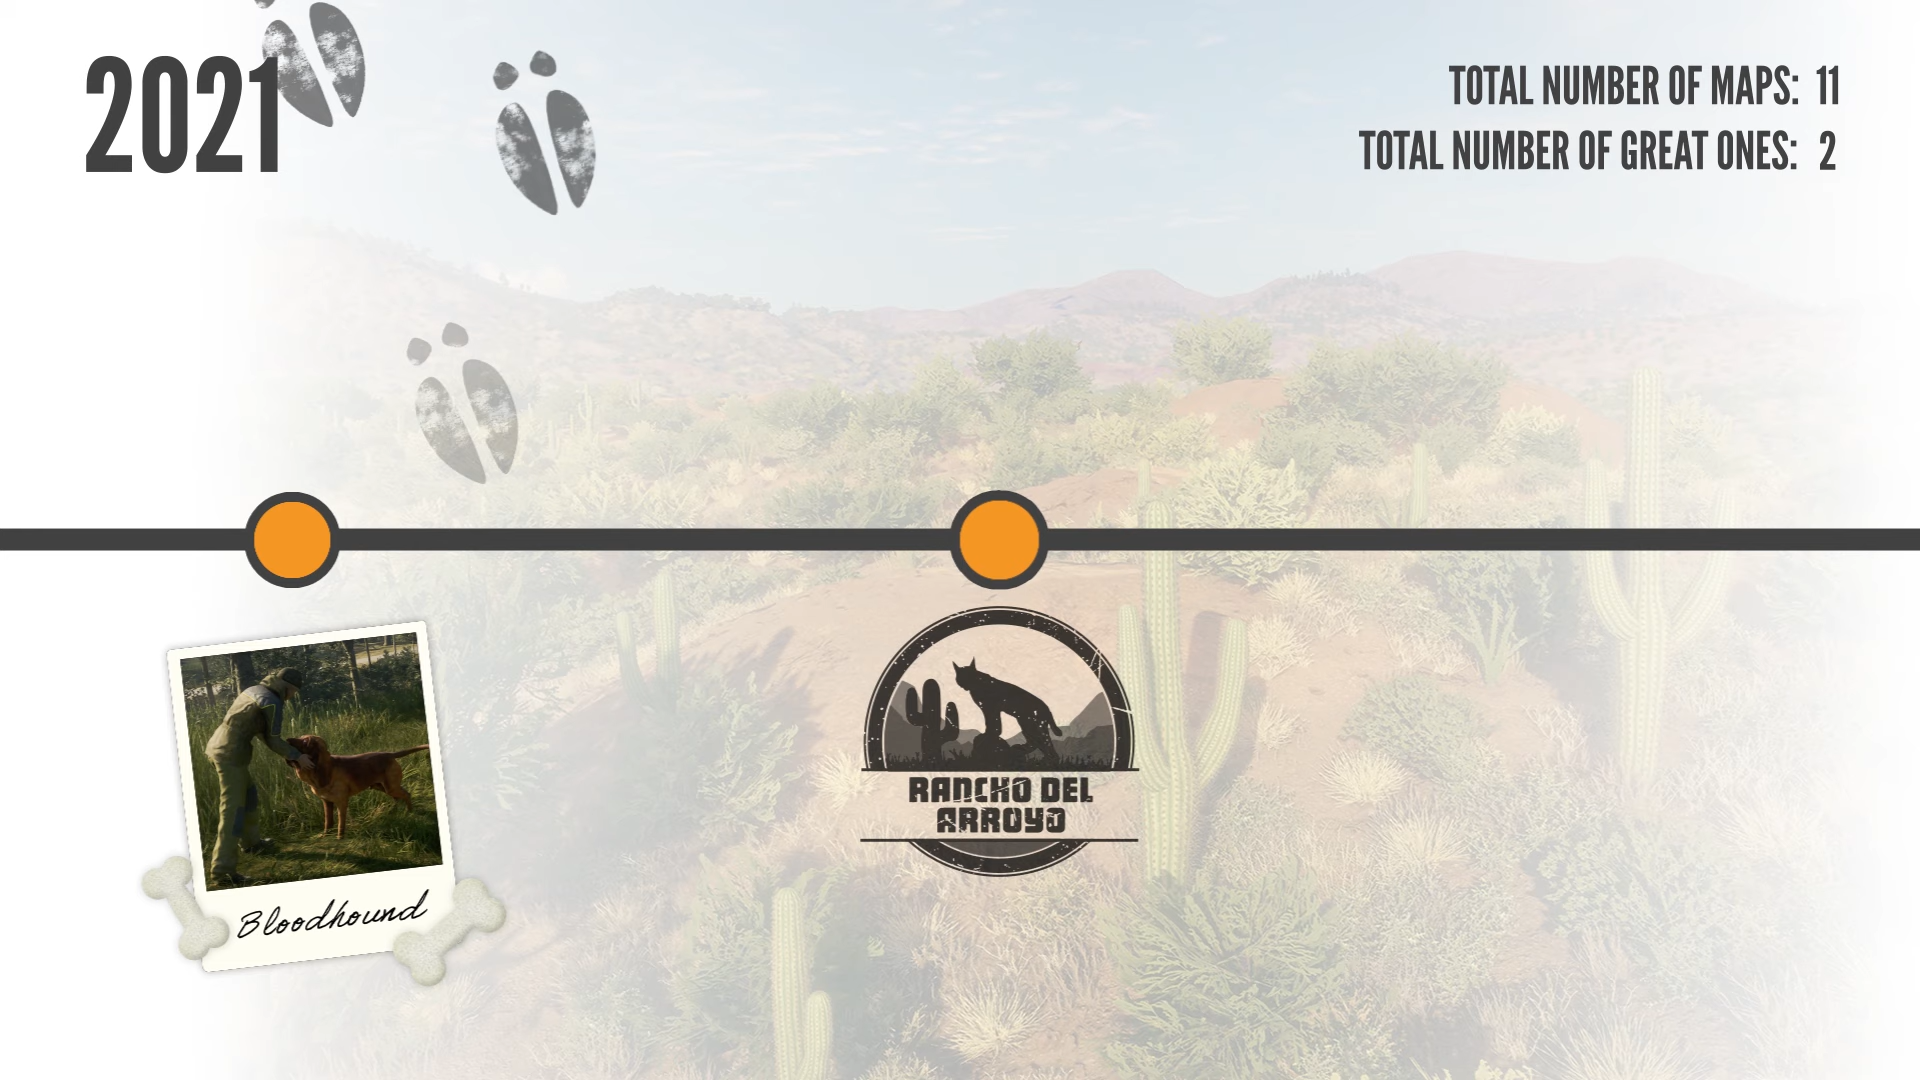 2021
TOTAL NUMBER OF MAPS: 11
TOTAL NUMBER OF GREAT ONES: 2
RANCHO DEL
ARROYO
Bloodhound